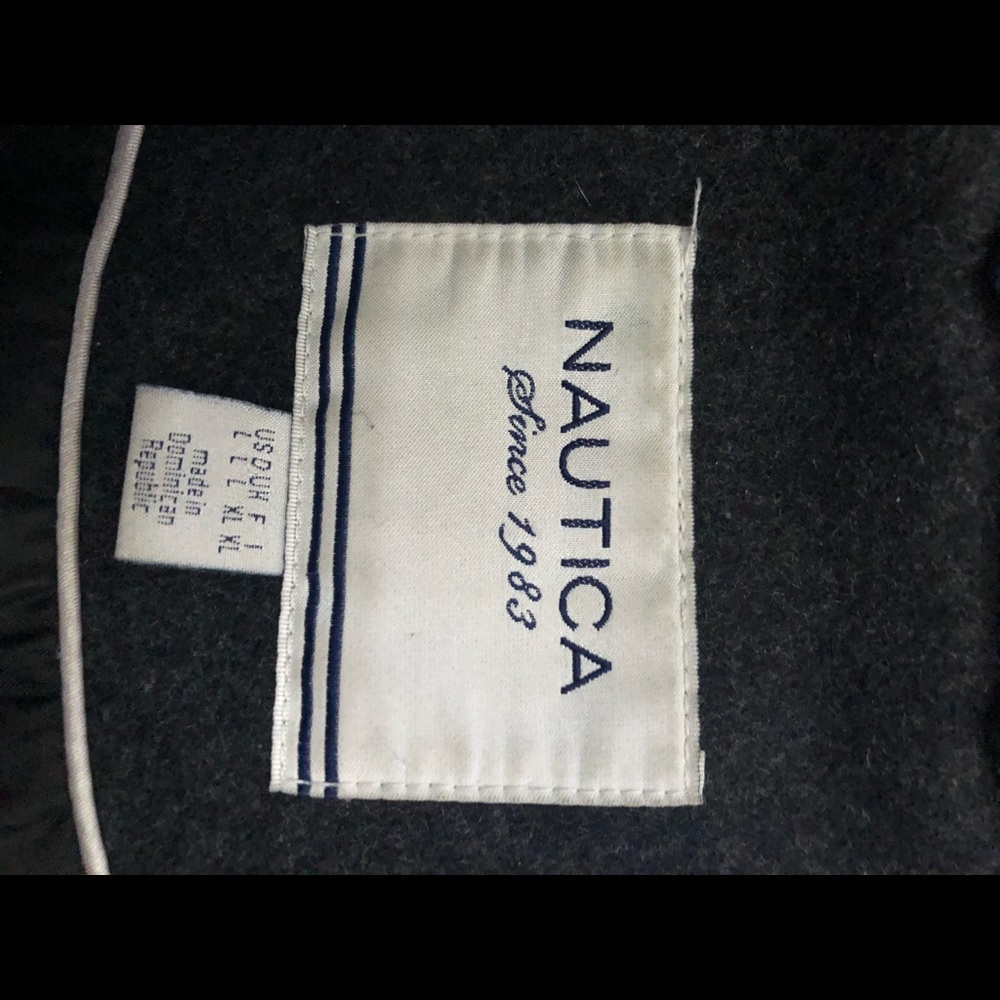 NAUTICA
Since 1983
US D UK F I
L L L XL XL
made in
Dominican
Republic